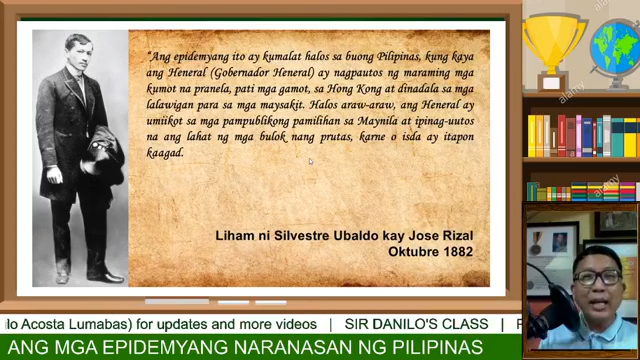 "Ang epidemyang ito ay kumalat halos sa buong Pilipinas, kung kaya
ang Heneral (Gobernador Heneral) ay nagpautos ng maraming mga
kumot na pranela, pati mga gamot, sa Hong Kong at dinadala sa mga
lalawigan para sa mga maysakit. Halos araw-araw, ang Heneral ay
umiikot sa mga pampublikong pamilihan sa Maynila at ipinag-uutos
na ang lahat ng mga bulok nang prutas, karne o isda ay itapon
kaagad.
Liham ni Silvestre Ubaldo kay Jose Rizal
Oktubre 1882
alamy
alamy
alamy
lo Acosta Lumabas) for updates and more videos | SIR DANILO'S CLASS |
ANG MGA EPIDEMYANG NARANASAN NG PILIPINAS